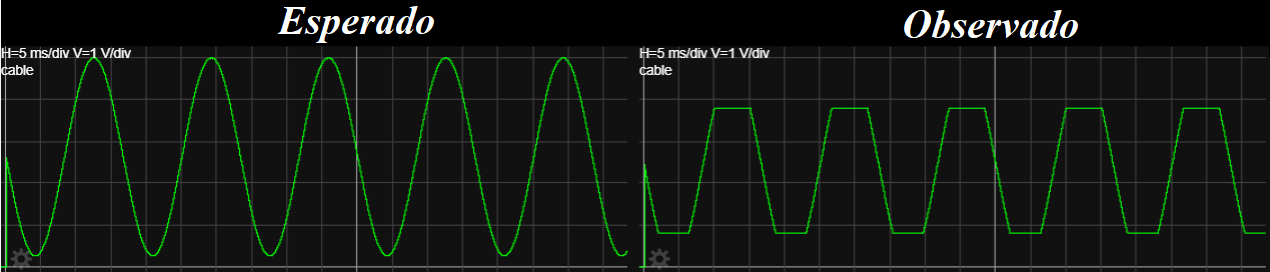 Esperado
H=5 ms/div V=1 V/div
cable
Observado
H=5 ms/div V=1 V/div
cable